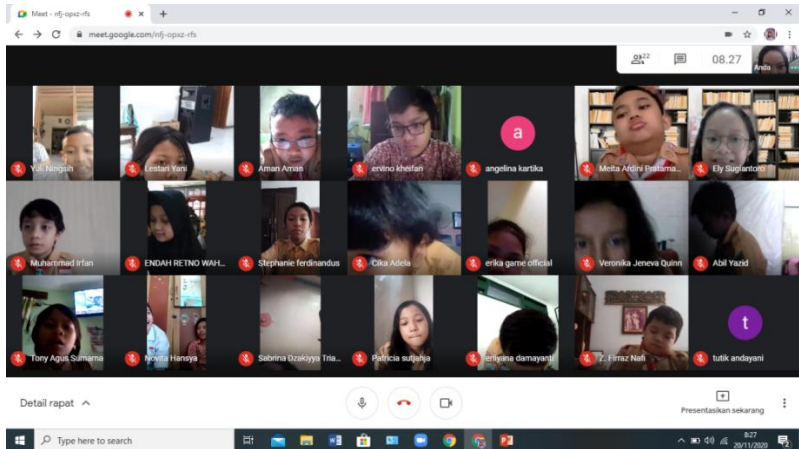 Meet - nfj-opxz-rfs
meet.google.com/nfj-opxz-rfs
22
08.27
Anda
Yuli Ningsih
Lestari Yani
Aman Aman
ervino kheifan
a
angelina kartika
Meita Ardini Pratama...
Ely Sugiantoro
Muhammad Irfan
ENDAH RETNO WAH...
Stephanie ferdinandus
Cika Adela
erika game official
Veronika Jeneva Quinn
Abil Yazid
Tony Agus Sumarna
Novita Hansya
Sabrina Dzakiyya Tria...
Patricia sutjahja
erliyana damayanti
Z. Firraz Nafi
t
tutik andayani
Detail rapat
Presentasikan sekarang
Type here to search
8:27
20/11/2020
2